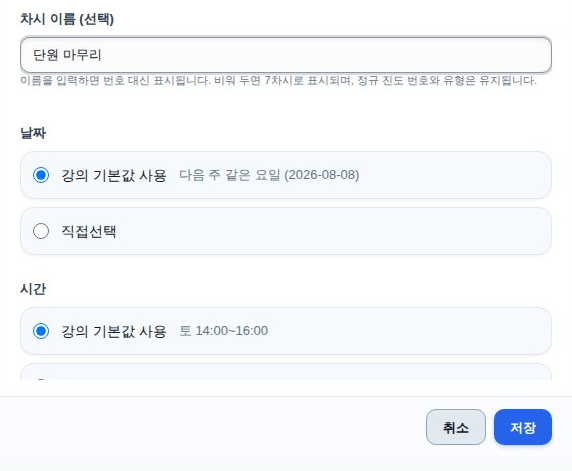 차시 이름 (선택)
단원 마무리
이름을 입력하면 번호 대신 표시됩니다. 비워 두면 7차시로 표시되며, 정규 진도 번호와 유형은 유지됩니다.
날짜
강의 기본값 사용 다음 주 같은 요일 (2026-08-08)
직접선택
시간
강의 기본값 사용 토 14:00~16:00
취소 저장